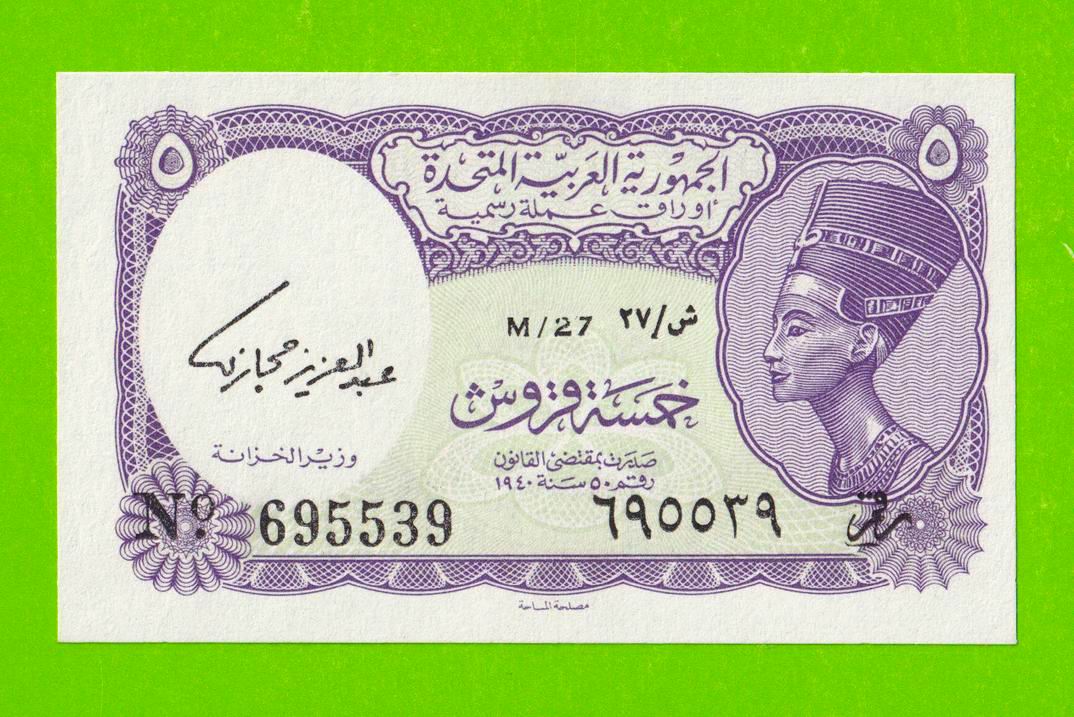 ٥ ٥
الجمهورية العربية المتحدة
أوراق عملة رسمية
M/27 ش/٢٧
عبد العزيز حجازي
خمسة قروش
وزير الخزانة
صدرت بمقتضى القانون
رقم ٥٠ سنة ١٩٤٠
Nº 695539 ٦٩٥٥٣٩ رقم
مصلحة المساحة